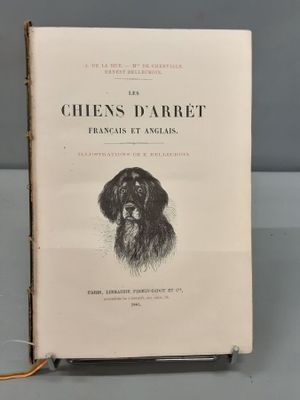 A. DE LA RUE. — Mis DE CHERVILLE
ERNEST BELLECROIX.
LES
CHIENS D'ARRÊT
FRANÇAIS ET ANGLAIS.
ILLUSTRATIONS DE E. BELLECROIX
PARIS, LIBRAIRIE FIRMIN-DIDOT ET Cie,